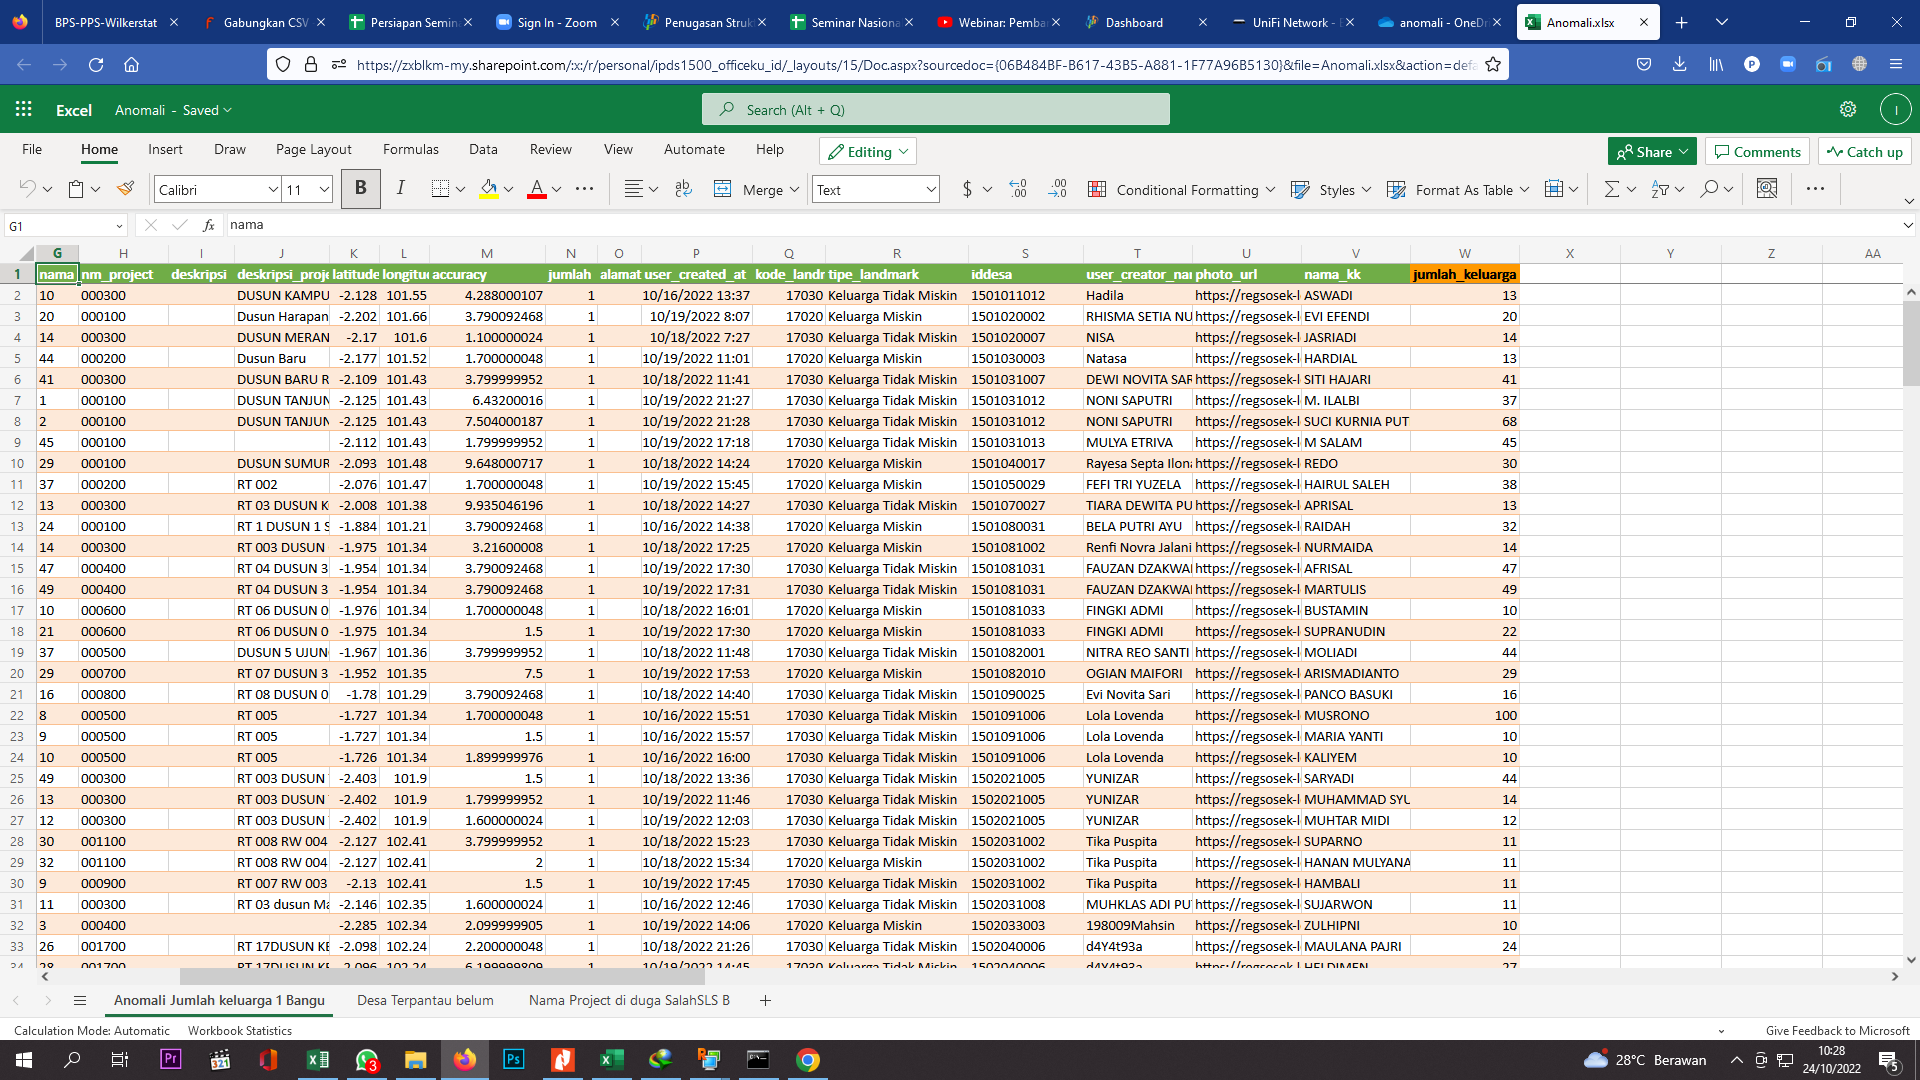 BPS-PPS-Wilkerstat
Gabungkan CSV
Persiapan Semina
Sign In - Zoom
Penugasan Struk
Seminar Nasiona
Webinar: Pemba
Dashboard
UniFi Network - 
anomali - OneDri
Anomali.xlsx
https://zxblkm-my.sharepoint.com/:x:/r/personal/ipds1500_officeku_id/_layouts/15/Doc.aspx?sourcedoc={06B484BF-B617-43B5-A881-1F77A96B5130}&file=Anomali.xlsx&action=defa
Excel Anomali - Saved Search (Alt + Q) I
File Home Insert Draw Page Layout Formulas Data Review View Automate Help Editing Share Comments Catch up
Calibri 11 B I A ab Merge Text $ .00 Conditional Formatting Styles Format As Table
G1 fx nama
G H I J K L M N O P Q R S T U V W X Y Z AA
1 nama nm_project deskripsi deskripsi_proje latitude longitud accuracy jumlah alamat user_created_at kode_landr tipe_landmark iddesa user_creator_nar photo_url nama_kk jumlah_keluarga
2 10 000300 DUSUN KAMPU -2.128 101.55 4.288000107 1 10/16/2022 13:37 17030 Keluarga Tidak Miskin 1501011012 Hadila https://regsosek-l ASWADI 13
3 20 000100 Dusun Harapan -2.202 101.66 3.790092468 1 10/19/2022 8:07 17020 Keluarga Miskin 1501020002 RHISMA SETIA NU https://regsosek-l EVI EFENDI 20
4 14 000300 DUSUN MERAN -2.17 101.6 1.100000024 1 10/18/2022 7:27 17030 Keluarga Tidak Miskin 1501020007 NISA https://regsosek-l JASRIADI 14
5 44 000200 Dusun Baru -2.177 101.52 1.700000048 1 10/19/2022 11:01 17020 Keluarga Miskin 1501030003 Natasa https://regsosek-l HARDIAL 13
6 41 000300 DUSUN BARU R -2.109 101.43 3.799999952 1 10/18/2022 11:41 17030 Keluarga Tidak Miskin 1501031007 DEWI NOVITA SAR https://regsosek-l SITI HAJARI 41
7 1 000100 DUSUN TANJUN -2.125 101.43 6.43200016 1 10/19/2022 21:27 17030 Keluarga Tidak Miskin 1501031012 NONI SAPUTRI https://regsosek-l M. ILALBI 37
8 2 000100 DUSUN TANJUN -2.125 101.43 7.504000187 1 10/19/2022 21:28 17030 Keluarga Tidak Miskin 1501031012 NONI SAPUTRI https://regsosek-l SUCI KURNIA PUT 68
9 45 000100 -2.112 101.43 1.799999952 1 10/19/2022 17:18 17030 Keluarga Tidak Miskin 1501031013 MULYA ETRIVA https://regsosek-l M SALAM 45
10 29 000100 DUSUN SUMUR -2.093 101.48 9.648000717 1 10/18/2022 14:24 17020 Keluarga Miskin 1501040017 Rayesa Septa Ilona https://regsosek-l REDO 30
11 37 000200 RT 002 -2.076 101.47 1.700000048 1 10/19/2022 15:45 17020 Keluarga Miskin 1501050029 FEFI TRI YUZELA https://regsosek-l HAIRUL SALEH 38
12 13 000300 RT 03 DUSUN K -2.008 101.38 9.935046196 1 10/18/2022 14:27 17030 Keluarga Tidak Miskin 1501070027 TIARA DEWITA PU https://regsosek-l APRISAL 13
13 24 000100 RT 1 DUSUN 1 S -1.884 101.21 3.790092468 1 10/16/2022 14:38 17020 Keluarga Miskin 1501080031 BELA PUTRI AYU https://regsosek-l RAIDAH 32
14 14 000300 RT 003 DUSUN -1.975 101.34 3.21600008 1 10/18/2022 17:25 17020 Keluarga Miskin 1501081002 Renfi Novra Jalani https://regsosek-l NURMAIDA 14
15 47 000400 RT 04 DUSUN 3 -1.954 101.34 3.790092468 1 10/19/2022 17:30 17030 Keluarga Tidak Miskin 1501081031 FAUZAN DZAKWA https://regsosek-l AFRISAL 47
16 49 000400 RT 04 DUSUN 3 -1.954 101.34 3.790092468 1 10/19/2022 17:31 17030 Keluarga Tidak Miskin 1501081031 FAUZAN DZAKWA https://regsosek-l MARTULIS 49
17 10 000600 RT 06 DUSUN 0 -1.976 101.34 1.700000048 1 10/18/2022 16:01 17020 Keluarga Miskin 1501081033 FINGKI ADMI https://regsosek-l BUSTAMIN 10
18 21 000600 RT 06 DUSUN 0 -1.975 101.34 1.5 1 10/19/2022 17:30 17020 Keluarga Miskin 1501081033 FINGKI ADMI https://regsosek-l SUPRANUDIN 22
19 37 000500 DUSUN 5 UJUN -1.967 101.36 3.799999952 1 10/18/2022 11:48 17030 Keluarga Tidak Miskin 1501082001 NITRA REO SANTI https://regsosek-l MOLIADI 44
20 29 000700 RT 07 DUSUN 3 -1.952 101.35 7.5 1 10/19/2022 17:53 17020 Keluarga Miskin 1501082010 OGIAN MAIFORI https://regsosek-l ARISMADIANTO 29
21 16 000800 RT 08 DUSUN 0 -1.78 101.29 3.790092468 1 10/18/2022 14:40 17030 Keluarga Tidak Miskin 1501090025 Evi Novita Sari https://regsosek-l PANCO BASUKI 16
22 8 000500 RT 005 -1.727 101.34 1.700000048 1 10/16/2022 15:51 17030 Keluarga Tidak Miskin 1501091006 Lola Lovenda https://regsosek-l MUSRONO 100
23 9 000500 RT 005 -1.727 101.34 1.5 1 10/16/2022 15:57 17030 Keluarga Tidak Miskin 1501091006 Lola Lovenda https://regsosek-l MARIA YANTI 10
24 10 000500 RT 005 -1.726 101.34 1.899999976 1 10/16/2022 16:00 17030 Keluarga Tidak Miskin 1501091006 Lola Lovenda https://regsosek-l KALIYEM 10
25 49 000300 RT 003 DUSUN -2.403 101.9 1.5 1 10/18/2022 13:36 17030 Keluarga Tidak Miskin 1502021005 YUNIZAR https://regsosek-l SARYADI 44
26 13 000300 RT 003 DUSUN -2.402 101.9 1.799999952 1 10/19/2022 11:46 17030 Keluarga Tidak Miskin 1502021005 YUNIZAR https://regsosek-l MUHAMMAD SYU 14
27 12 000300 RT 003 DUSUN -2.402 101.9 1.600000024 1 10/19/2022 12:03 17030 Keluarga Tidak Miskin 1502021005 YUNIZAR https://regsosek-l MUHTAR MIDI 12
28 30 001100 RT 008 RW 004 -2.127 102.41 3.799999952 1 10/18/2022 15:23 17030 Keluarga Tidak Miskin 1502031002 Tika Puspita https://regsosek-l SUPARNO 11
29 32 001100 RT 008 RW 004 -2.127 102.41 2 1 10/18/2022 15:34 17020 Keluarga Miskin 1502031002 Tika Puspita https://regsosek-l HANAN MULYANA 11
30 9 000900 RT 007 RW 003 -2.13 102.41 1.5 1 10/19/2022 17:45 17030 Keluarga Tidak Miskin 1502031002 Tika Puspita https://regsosek-l HAMBALI 11
31 11 000300 RT 03 dusun Ma -2.146 102.35 1.600000024 1 10/16/2022 12:46 17030 Keluarga Tidak Miskin 1502031008 MUHKLAS ADI PU https://regsosek-l SUJARWON 11
32 3 000400 -2.285 102.34 2.099999905 1 10/19/2022 14:06 17020 Keluarga Miskin 1502033003 198009Mahsin https://regsosek-l ZULHIPNI 10
33 26 001700 RT 17DUSUN KE -2.098 102.24 2.200000048 1 10/18/2022 21:26 17030 Keluarga Tidak Miskin 1502040006 d4Y4t93a https://regsosek-l MAULANA PAJRI 24
34 28 001700 RT 17DUSUN KE -2.096 102.24 6.199999809 1 10/19/2022 14:45 17030 Keluarga Tidak Miskin 1502040006 d4Y4t93a https://regsosek-l HELDIMEN 27
Anomali Jumlah keluarga 1 Bangu Desa Terpantau belum Nama Project di duga SalahSLS B
Calculation Mode: Automatic Workbook Statistics Give Feedback to Microsoft
28°C Berawan 10:28
24/10/2022 5